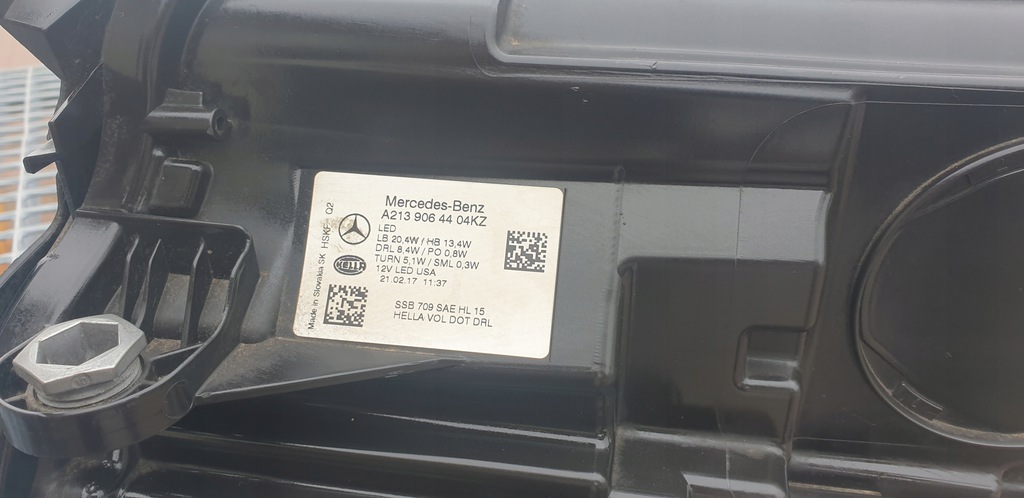 Mercedes-Benz
A213 906 44 04KZ
LED
LB 20,4W / HB 13,4W
DRL 8,4W / PO 0,8W
TURN 5,1W / SML 0,3W
12V LED USA
21.02.17 11:37
SSB 709 SAE HL 15
HELLA VOL DOT DRL
Made in Slovakia SK HSKF Q2
HELLA